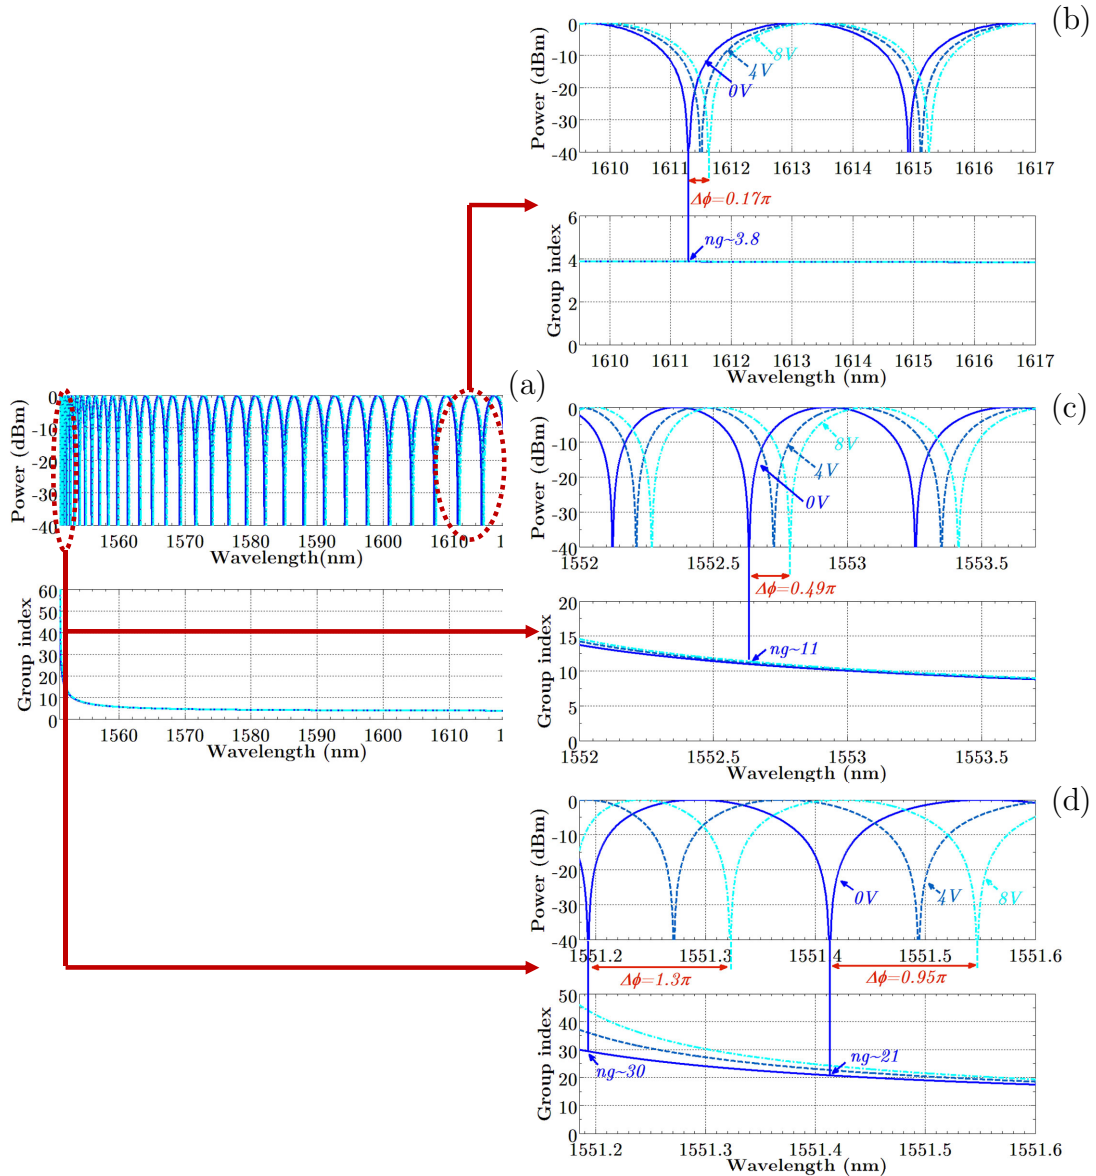 (b)
Power (dBm)
0
-10
-20
-30
-40
8V
4V
0V
1610 1611 1612 1613 1614 1615 1616 1617
Δϕ=0.17π
Group index
6
4
2
0
ng~3.8
1610 1611 1612 1613 1614 1615 1616 1617
Wavelength (nm)
(a)
Power (dBm)
0
-10
-20
-30
-40
1560 1570 1580 1590 1600 1610 1
Wavelength(nm)
Group index
60
50
40
30
20
10
0
1560 1570 1580 1590 1600 1610 1
Wavelength (nm)
(c)
Power (dBm)
0
-10
-20
-30
-40
8V
4V
0V
1552 1552.5 1553 1553.5
Δϕ=0.49π
Group index
20
15
10
5
0
ng~11
1552 1552.5 1553 1553.5
Wavelength (nm)
(d)
Power (dBm)
0
-10
-20
-30
-40
0V
4V
8V
1551.2 1551.3 1551.4 1551.5 1551.6
Δϕ=1.3π
Δϕ=0.95π
Group index
50
40
30
20
10
0
ng~30
ng~21
1551.2 1551.3 1551.4 1551.5 1551.6
Wavelength (nm)